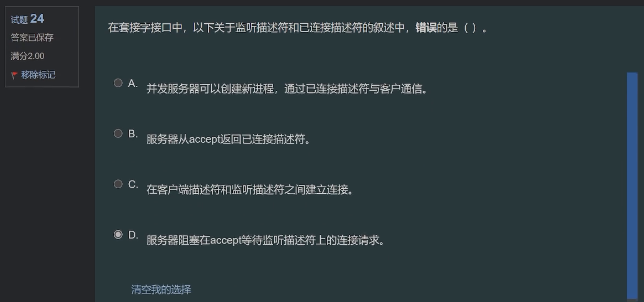 试题 24
答案已保存
满分2.00
移除标记
在套接字接口中，以下关于监听描述符和已连接描述符的叙述中，错误的是（ ）。
A. 并发服务器可以创建新进程，通过已连接描述符与客户通信。
B. 服务器从accept返回已连接描述符。
C. 在客户端描述符和监听描述符之间建立连接。
D. 服务器阻塞在accept等待监听描述符上的连接请求。
清空我的选择